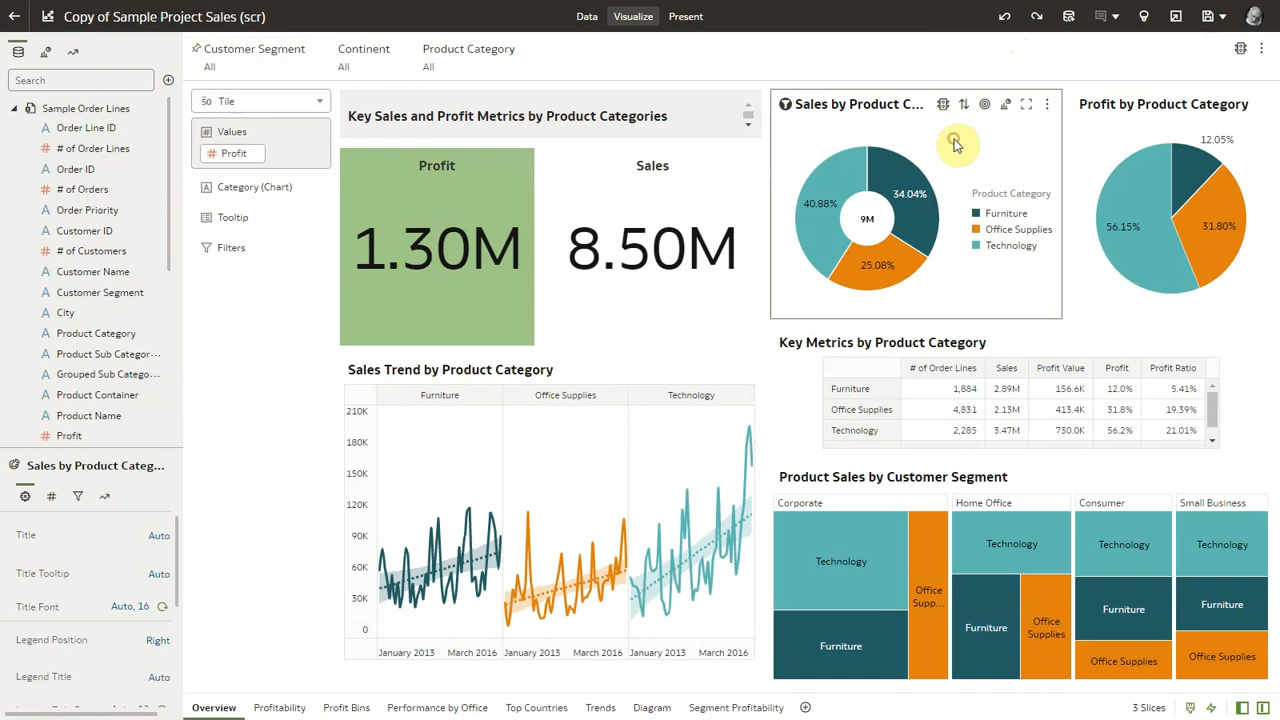 Copy of Sample Project Sales (scr)
Data
Visualize
Present
Search
Sample Order Lines
A Order Line ID
# # of Order Lines
A Order ID
# # of Orders
A Order Priority
A Customer ID
# # of Customers
A Customer Name
A Customer Segment
A City
A Product Category
A Product Sub Categor...
A Grouped Sub Catego...
A Product Container
A Product Name
# Profit
Sales by Product Categ...
Title Auto
Title Tooltip Auto
Title Font Auto, 16
Legend Position Right
Legend Title Auto
Customer Segment
All
Continent
All
Product Category
All
Tile
# Values
# Profit
A Category (Chart)
Tooltip
Filters
Key Sales and Profit Metrics by Product Categories
Profit
1.30M
Sales
8.50M
Sales by Product C...
34.04%
40.88%
9M
25.08%
Product Category
Furniture
Office Supplies
Technology
Profit by Product Category
12.05%
56.15%
31.80%
Sales Trend by Product Category
Furniture Office Supplies Technology
210K
180K
150K
120K
90K
60K
30K
0
January 2013 March 2016 January 2013 March 2016 January 2013 March 2016
Key Metrics by Product Category
# of Order Lines Sales Profit Value Profit Profit Ratio
Furniture 1,884 2.89M 156.6K 12.0% 5.41%
Office Supplies 4,831 2.13M 413.4K 31.8% 19.39%
Technology 2,285 3.47M 730.0K 56.2% 21.01%
Product Sales by Customer Segment
Corporate
Technology
Furniture
Office
Supp...
Home Office
Technology
Furniture
Office
Supplies
Consumer
Technology
Furniture
Office Supplies
Small Business
Technology
Furniture
Office Supplies
Overview
Profitability
Profit Bins
Performance by Office
Top Countries
Trends
Diagram
Segment Profitability
3 Slices